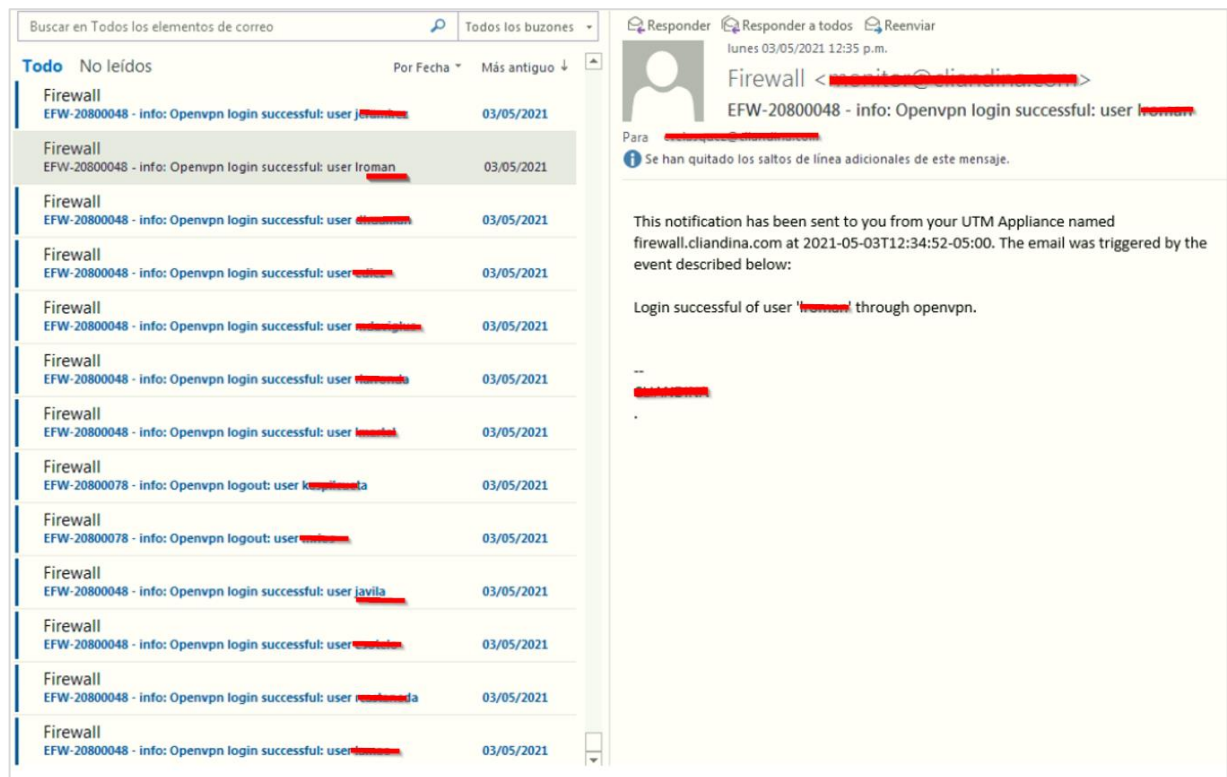 Buscar en Todos los elementos de correo
Todos los buzones
Todo No leídos
Por Fecha Más antiguo ↓
Firewall
EFW-20800048 - info: Openvpn login successful: user
03/05/2021
Firewall
EFW-20800048 - info: Openvpn login successful: user lroman
03/05/2021
Firewall
EFW-20800048 - info: Openvpn login successful: user
03/05/2021
Firewall
EFW-20800048 - info: Openvpn login successful: user
03/05/2021
Firewall
EFW-20800048 - info: Openvpn login successful: user
03/05/2021
Firewall
EFW-20800048 - info: Openvpn login successful: user
03/05/2021
Firewall
EFW-20800048 - info: Openvpn login successful: user
03/05/2021
Firewall
EFW-20800078 - info: Openvpn logout: user
03/05/2021
Firewall
EFW-20800078 - info: Openvpn logout: user
03/05/2021
Firewall
EFW-20800048 - info: Openvpn login successful: user javila
03/05/2021
Firewall
EFW-20800048 - info: Openvpn login successful: user
03/05/2021
Firewall
EFW-20800048 - info: Openvpn login successful: user
03/05/2021
Firewall
EFW-20800048 - info: Openvpn login successful: user
03/05/2021
Responder Responder a todos Reenviar
lunes 03/05/2021 12:35 p.m.
Firewall < >
EFW-20800048 - info: Openvpn login successful: user
Para
Se han quitado los saltos de línea adicionales de este mensaje.
This notification has been sent to you from your UTM Appliance named
firewall.cliandina.com at 2021-05-03T12:34:52-05:00. The email was triggered by the
event described below:
Login successful of user ' ' through openvpn.
--
.